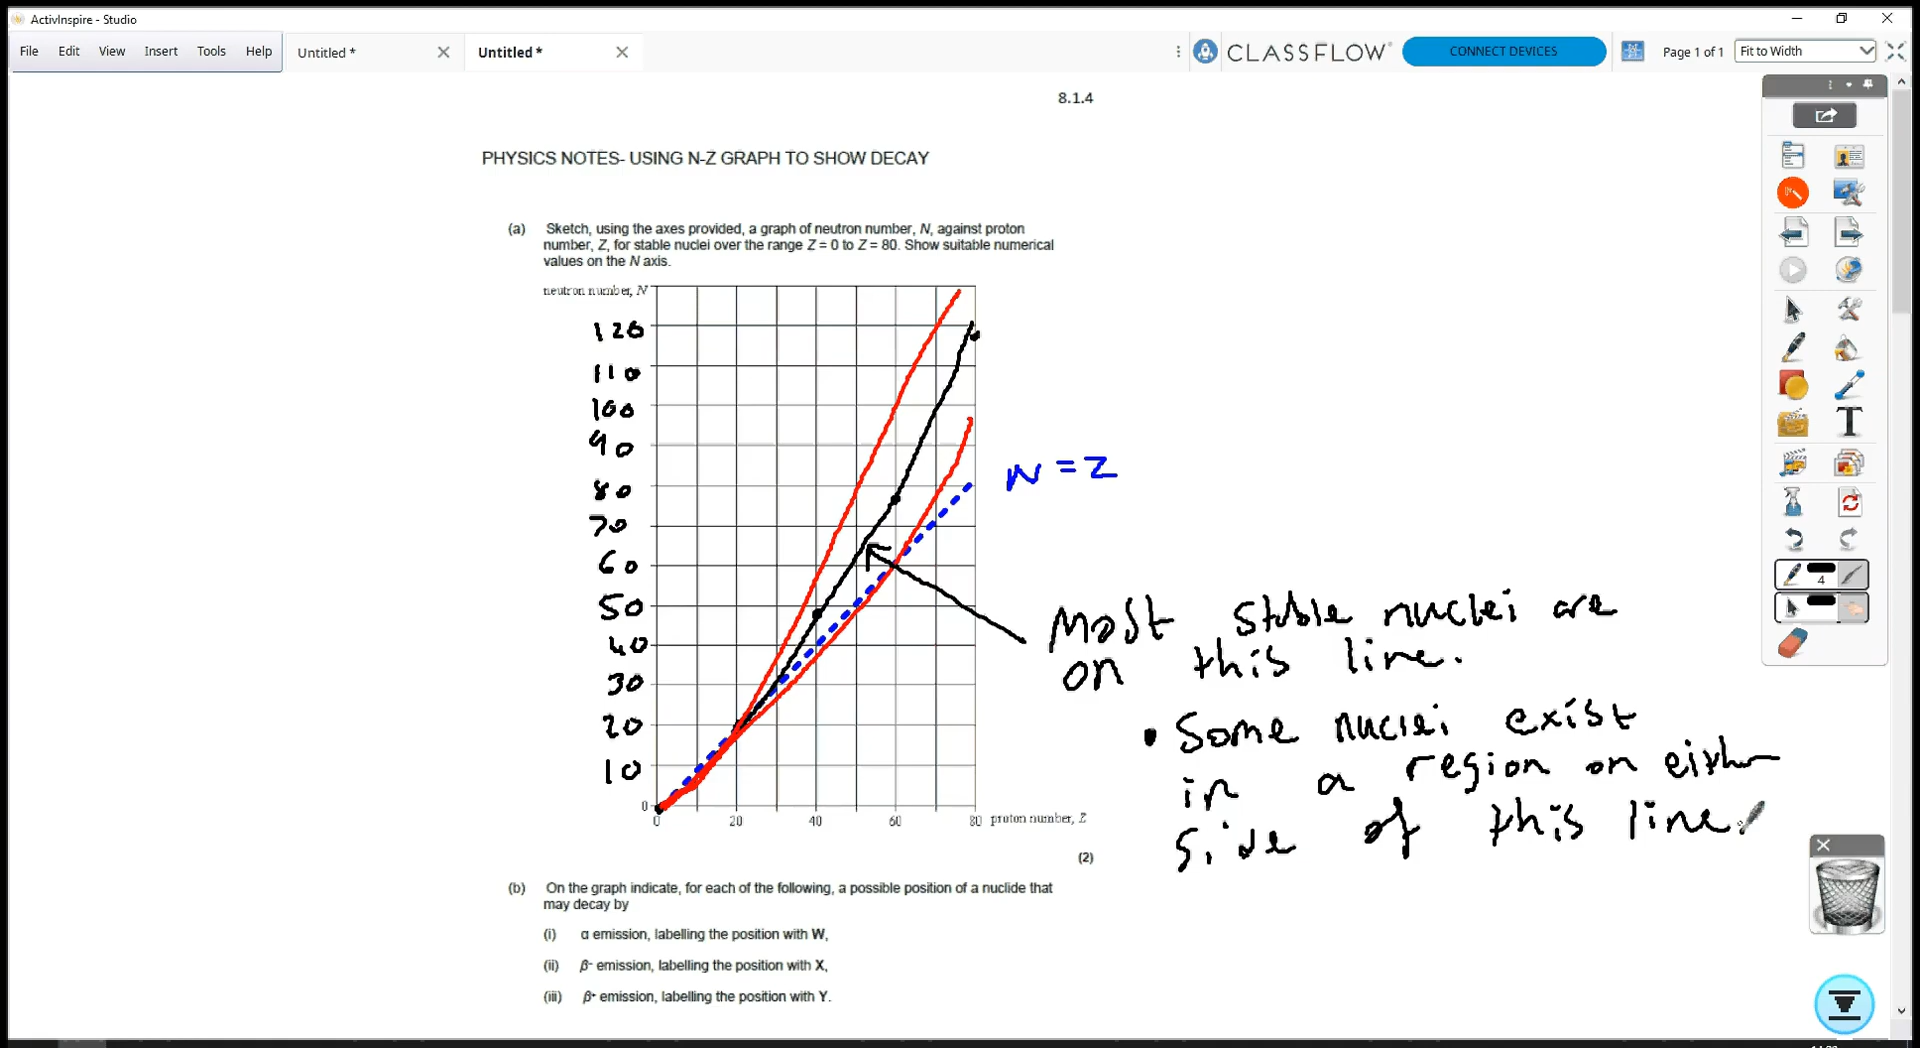 ActivInspire - Studio
File Edit View Insert Tools Help Untitled * Untitled * CLASSFLOW CONNECT DEVICES Page 1 of 1 Fit to Width
8.1.4
PHYSICS NOTES- USING N-Z GRAPH TO SHOW DECAY
(a) Sketch, using the axes provided, a graph of neutron number, N, against proton
number, Z, for stable nuclei over the range Z = 0 to Z = 80. Show suitable numerical
values on the N axis.
neutron number, N
120
110
100
90
80
70
60
50
40
30
20
10
0
0 20 40 60 80 proton number, Z
N = Z
Most stable nuclei are
on this line.
• Some nuclei exist
in a region on either
side of this line.
(2)
(b) On the graph indicate, for each of the following, a possible position of a nuclide that
may decay by
(i) α emission, labelling the position with W,
(ii) β⁻ emission, labelling the position with X,
(iii) β⁺ emission, labelling the position with Y.
4